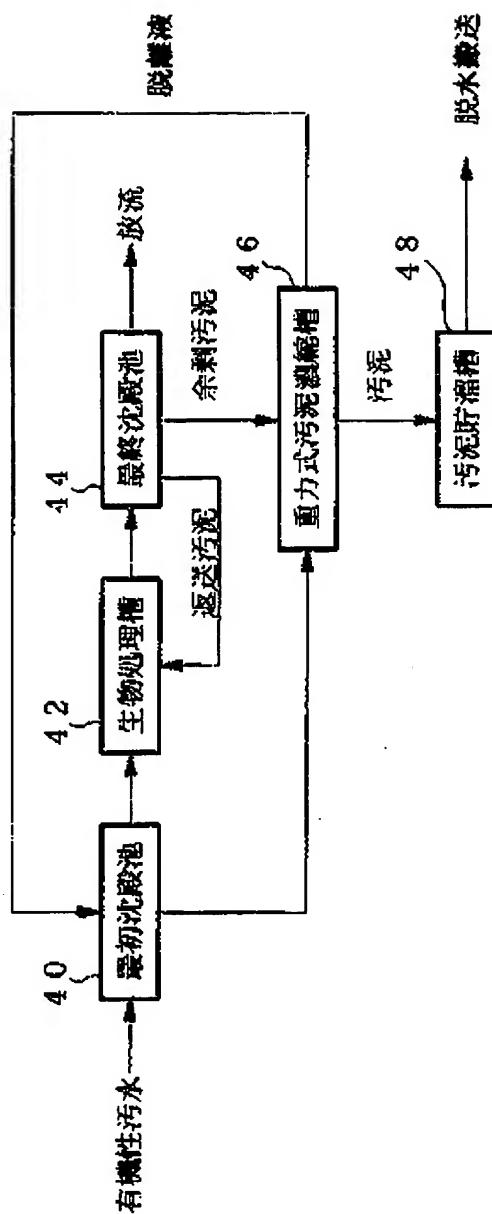 有機性汚水
40
最初沈殿池
42
生物処理槽
44
最終沈殿池
放流
返送汚泥
余剰汚泥
脱離液
46
重力式汚泥濃縮槽
汚泥
48
汚泥貯溜槽
脱水搬送